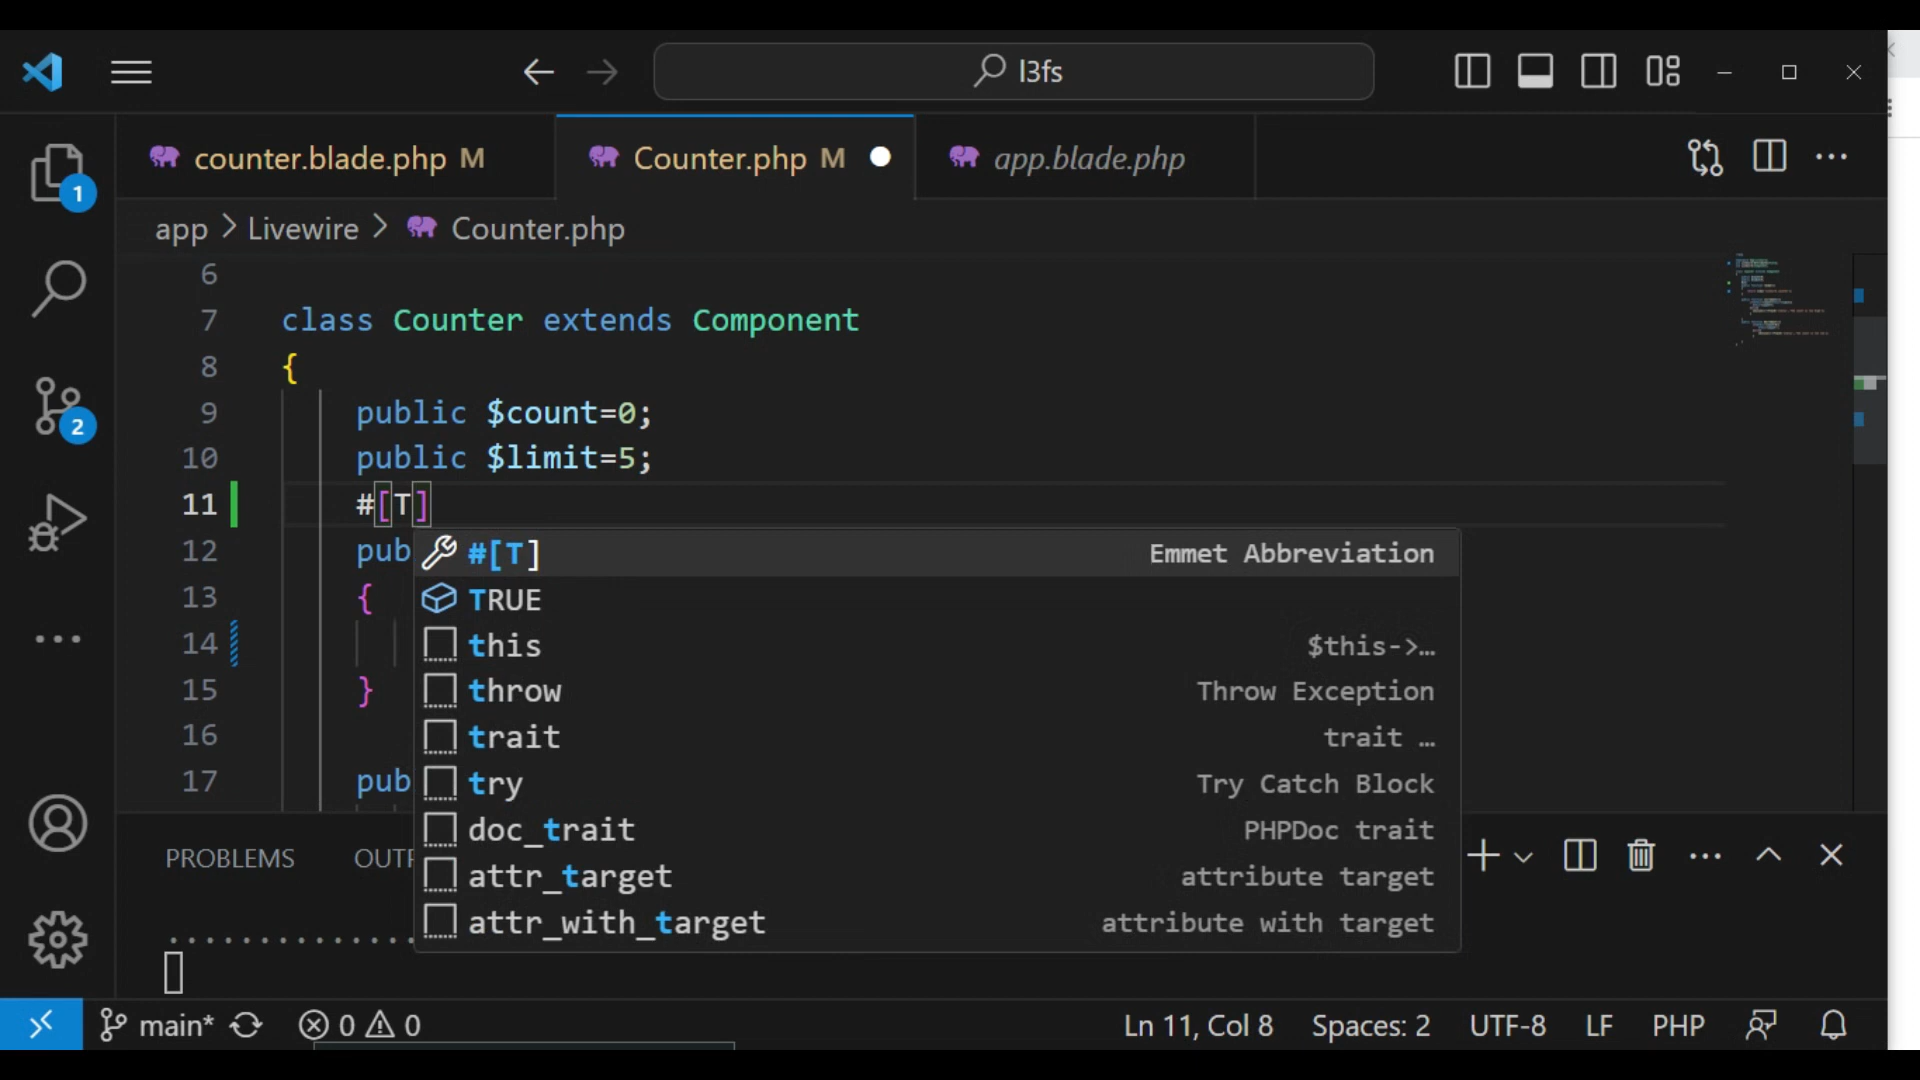 l3fs
counter.blade.php M
Counter.php M
app.blade.php
app > Livewire > Counter.php
1
6
7 class Counter extends Component
8 {
9 public $count=0;
10 public $limit=5;
11 #[T]
12 pub
13 {
14
15 }
16
17 pub
2
#[T] Emmet Abbreviation
TRUE
this $this->…
throw Throw Exception
trait trait …
try Try Catch Block
doc_trait PHPDoc trait
attr_target attribute target
attr_with_target attribute with target
PROBLEMS OUTP
main* 0 0 Ln 11, Col 8 Spaces: 2 UTF-8 LF PHP